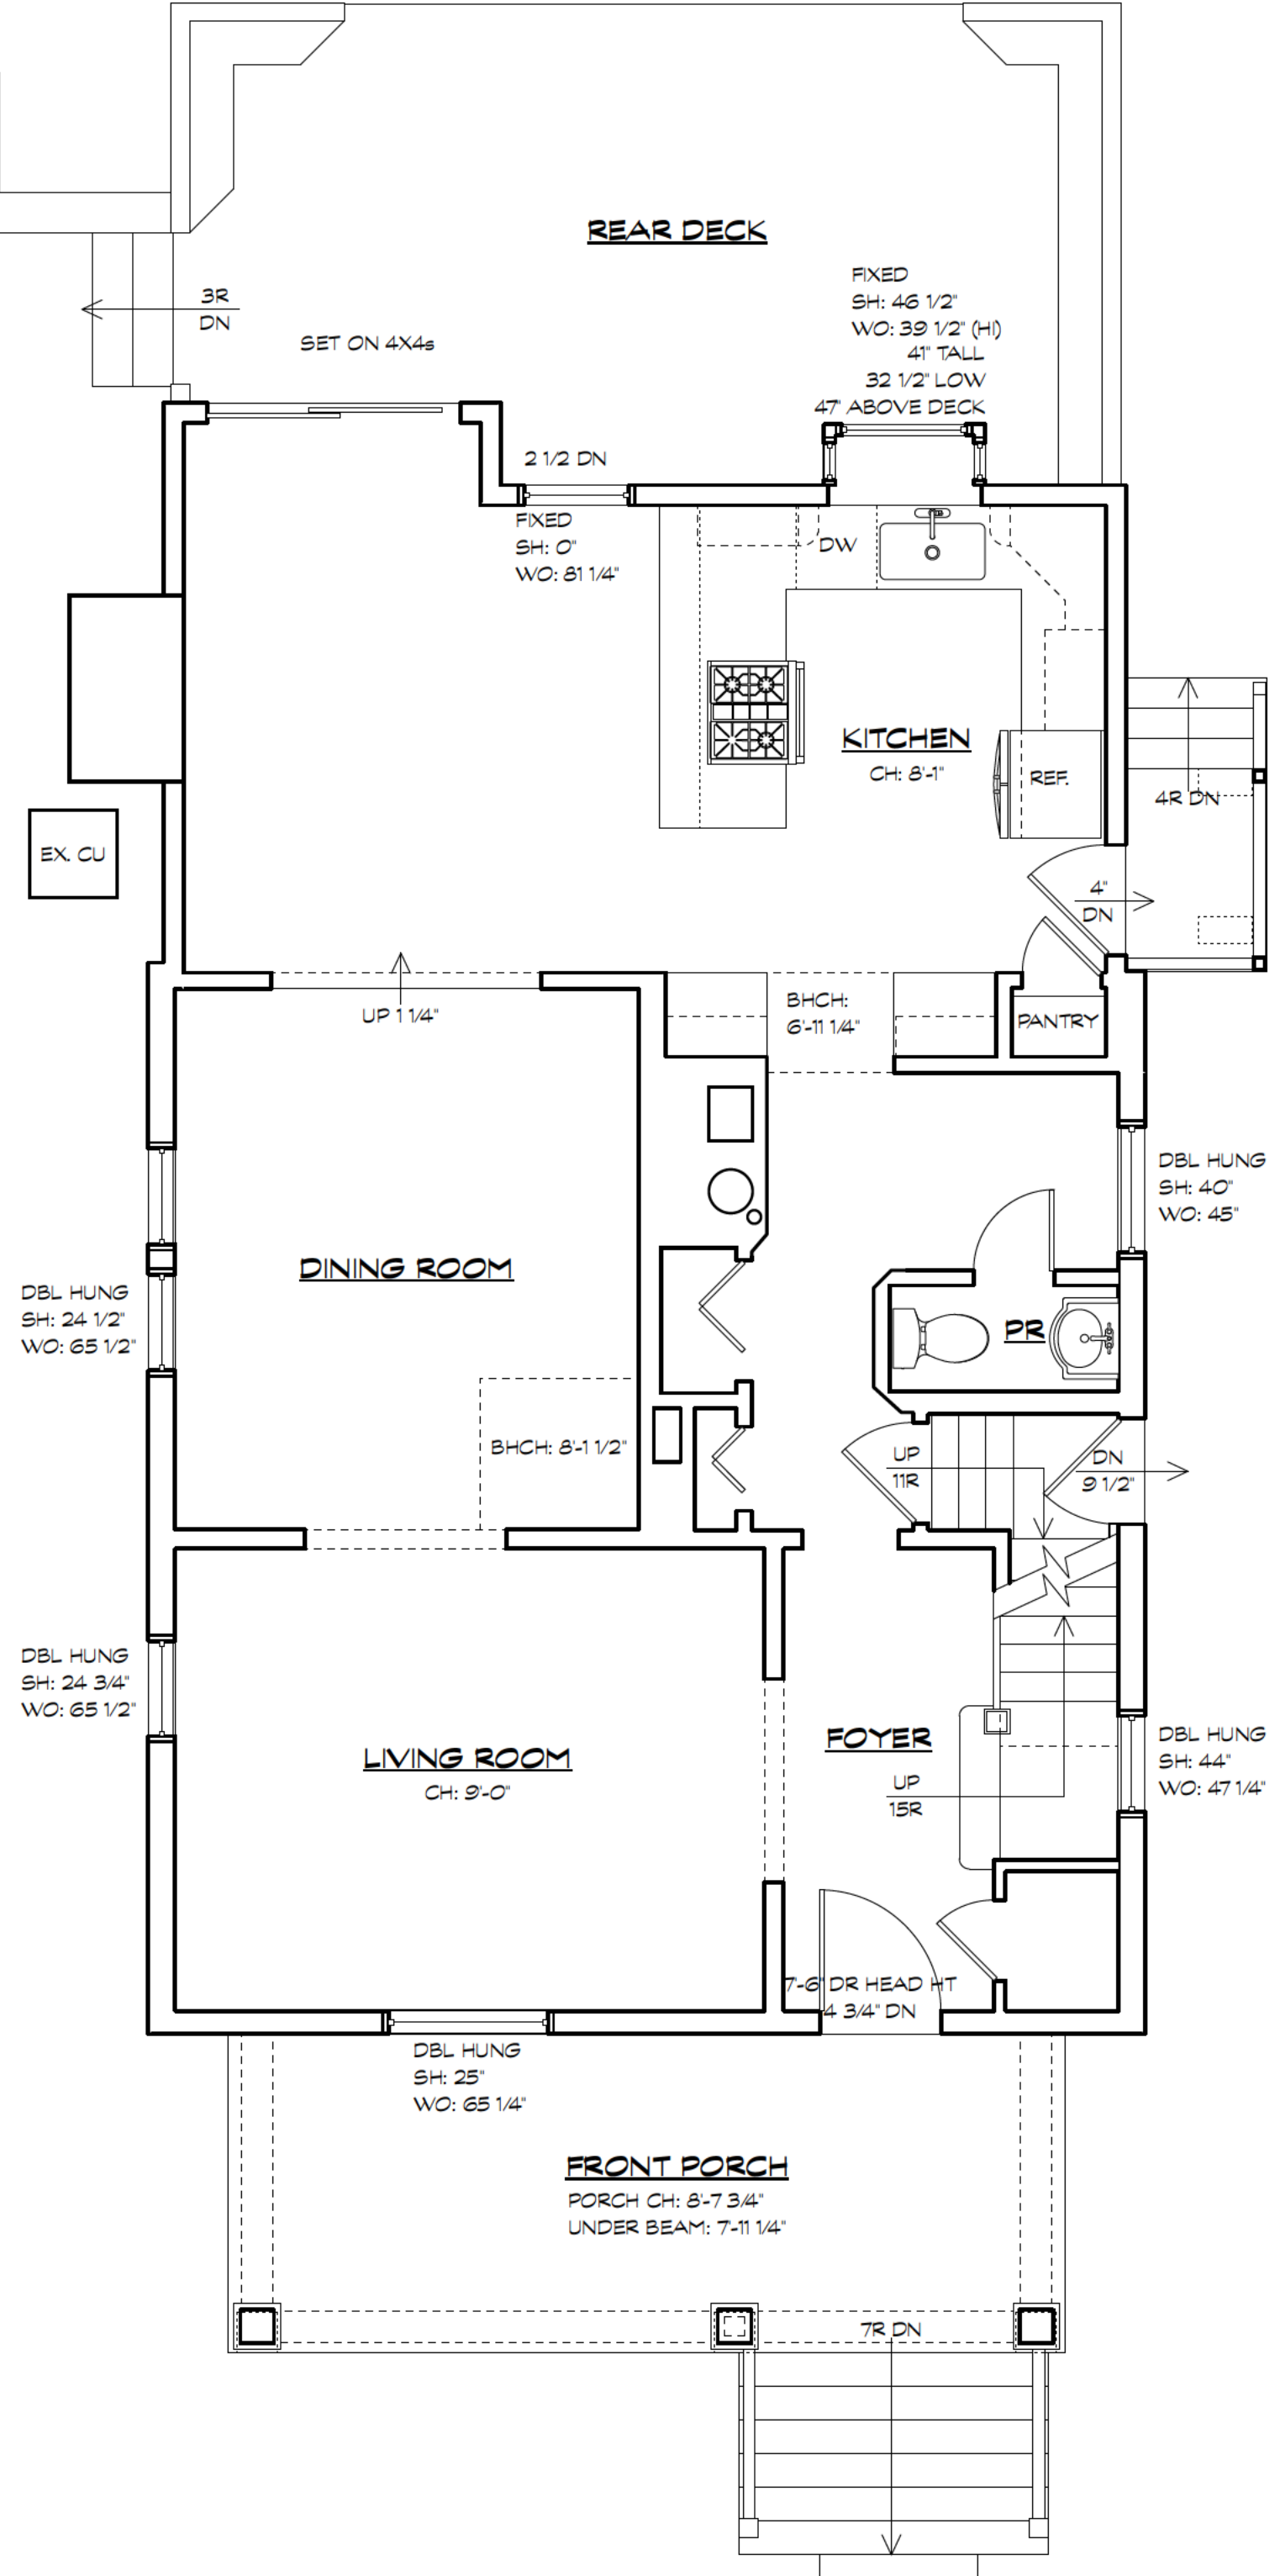 REAR DECK
3R
DN
SET ON 4X4s
FIXED
SH: 46 1/2"
WO: 39 1/2" (HI)
41" TALL
32 1/2" LOW
47" ABOVE DECK
2 1/2 DN
FIXED
SH: 0"
WO: 81 1/4"
DW
KITCHEN
CH: 8'-1"
REF.
4R DN
EX. CU
4"
DN
UP 1 1/4"
BHCH:
6'-11 1/4"
PANTRY
DBL HUNG
SH: 40"
WO: 45"
DINING ROOM
DBL HUNG
SH: 24 1/2"
WO: 65 1/2"
PR
BHCH: 8'-1 1/2"
UP
11R
DN
9 1/2"
DBL HUNG
SH: 24 3/4"
WO: 65 1/2"
LIVING ROOM
CH: 9'-0"
FOYER
UP
15R
DBL HUNG
SH: 44"
WO: 47 1/4"
7'-6" DR HEAD HT
4 3/4" DN
DBL HUNG
SH: 25"
WO: 65 1/4"
FRONT PORCH
PORCH CH: 8'-7 3/4"
UNDER BEAM: 7'-11 1/4"
7R DN